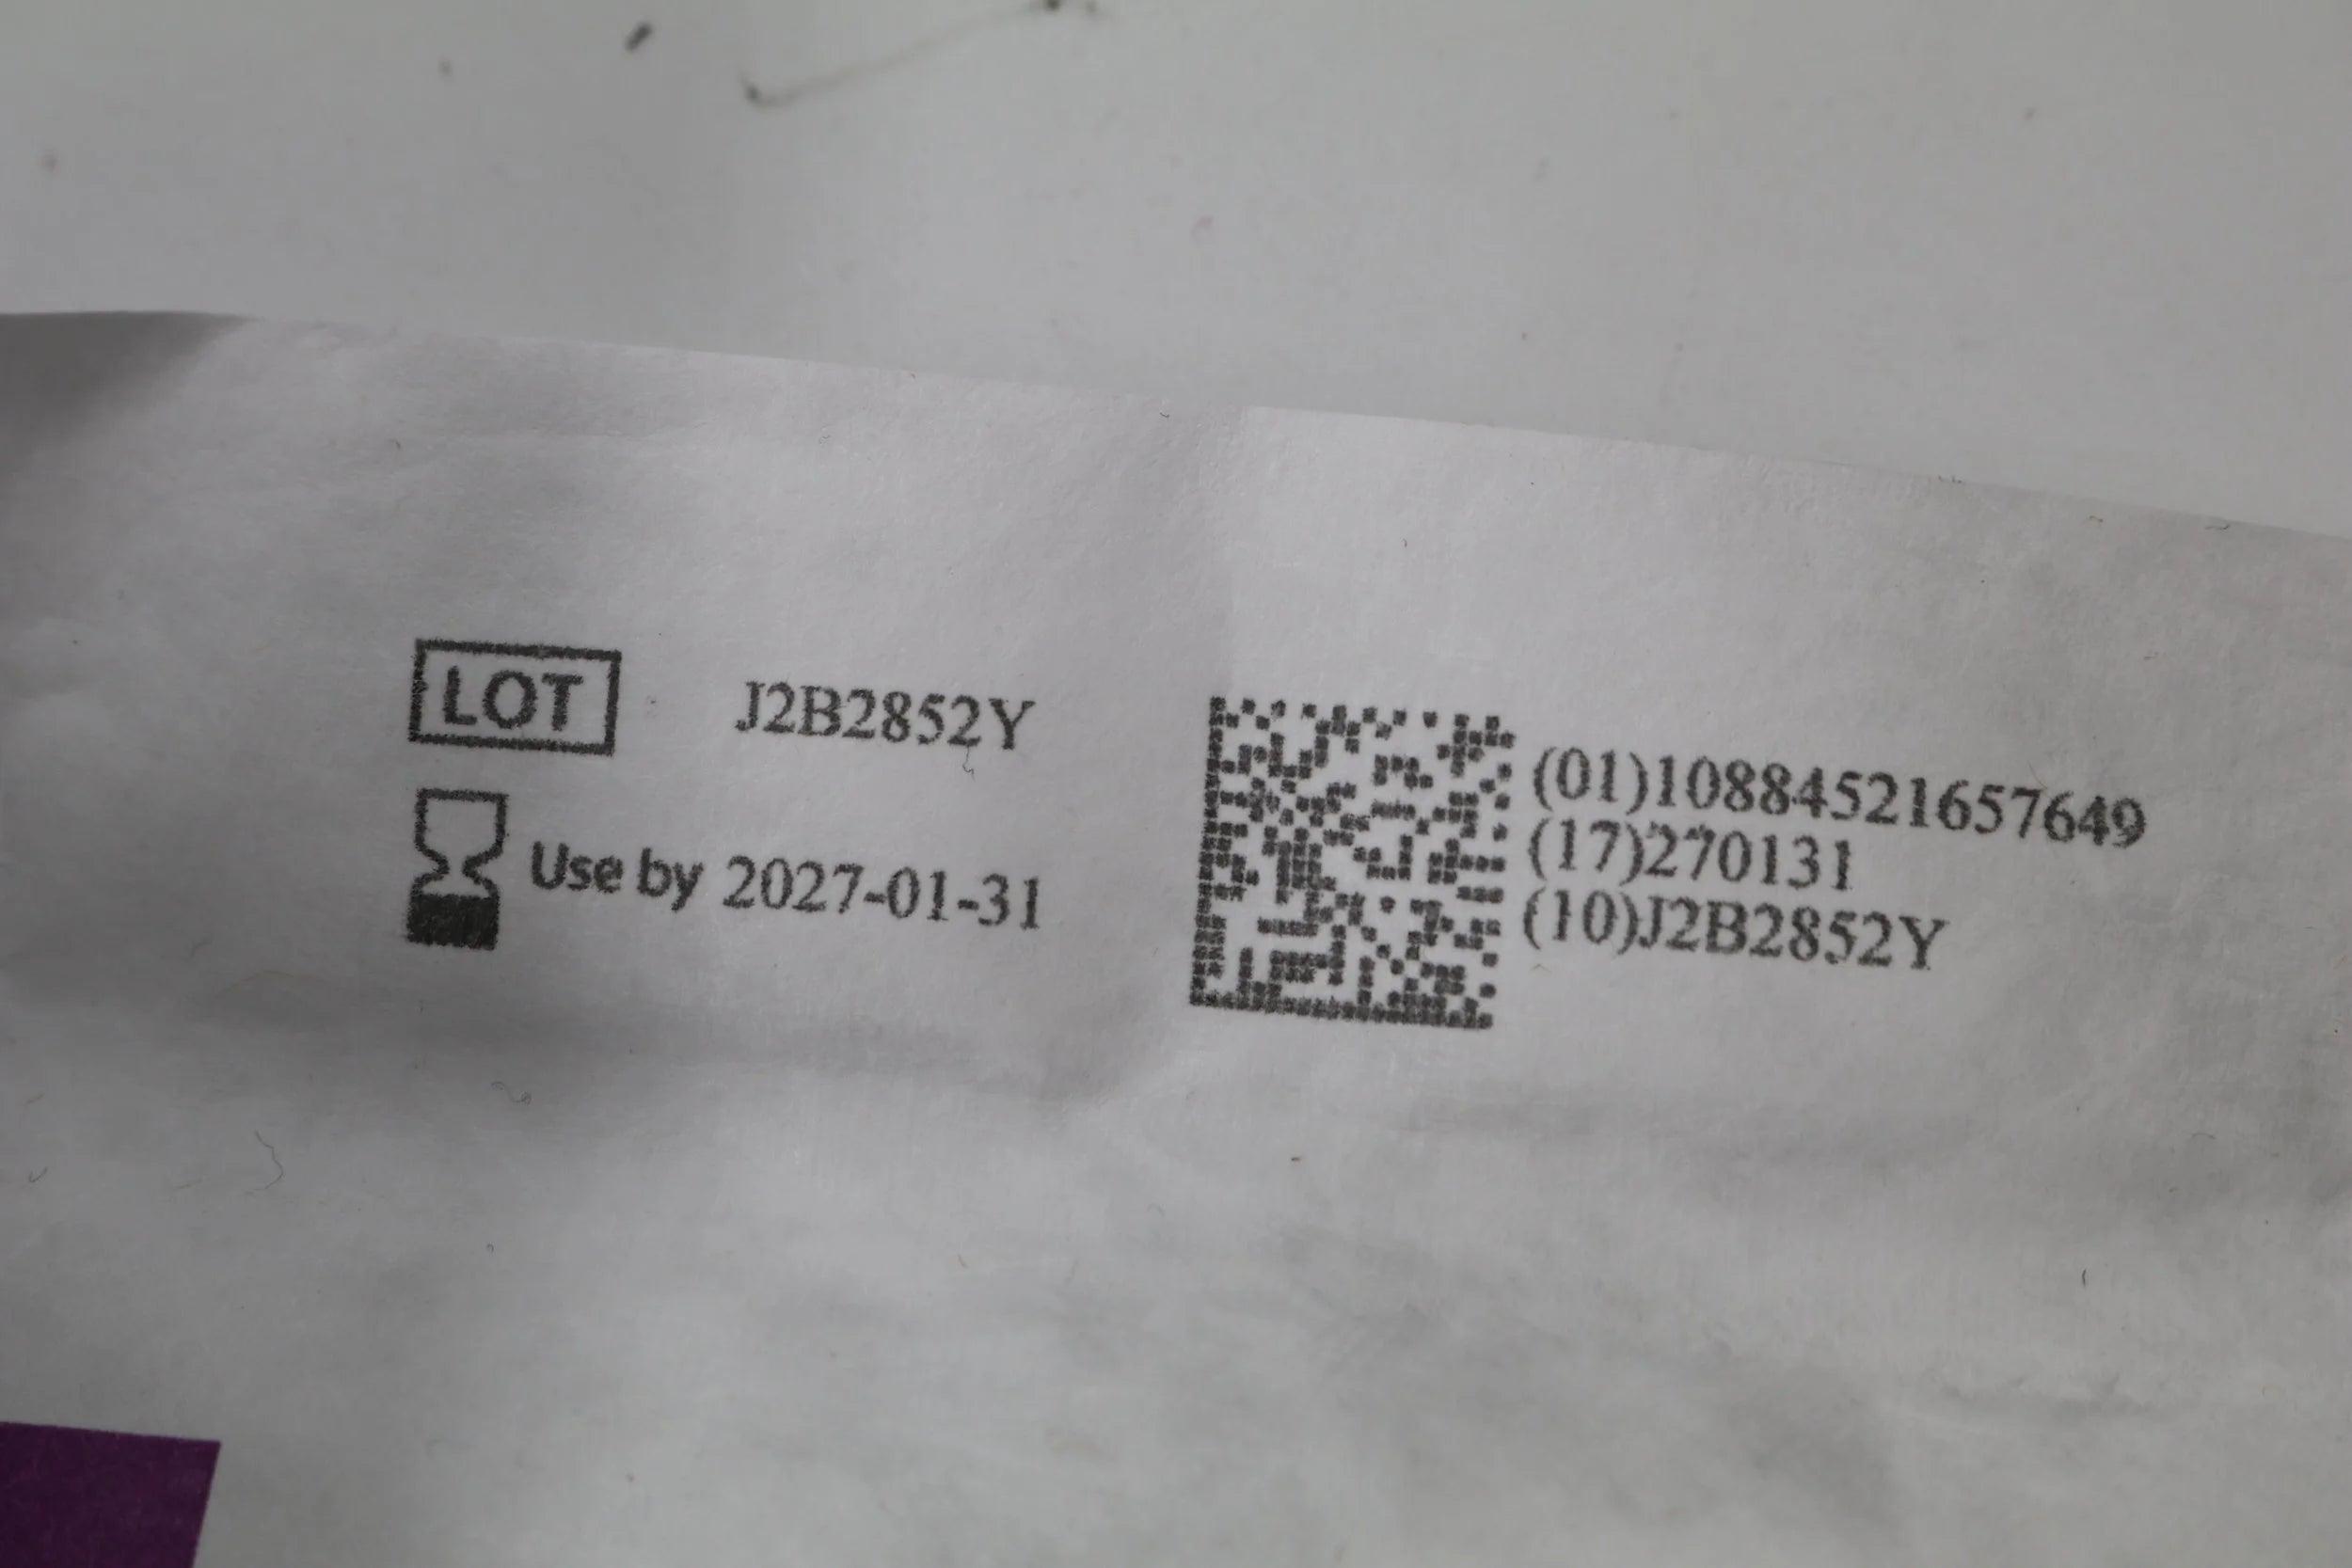 LOT J2B2852Y
Use by 2027-01-31
(01)10884521657649
(17)270131
(10)J2B2852Y